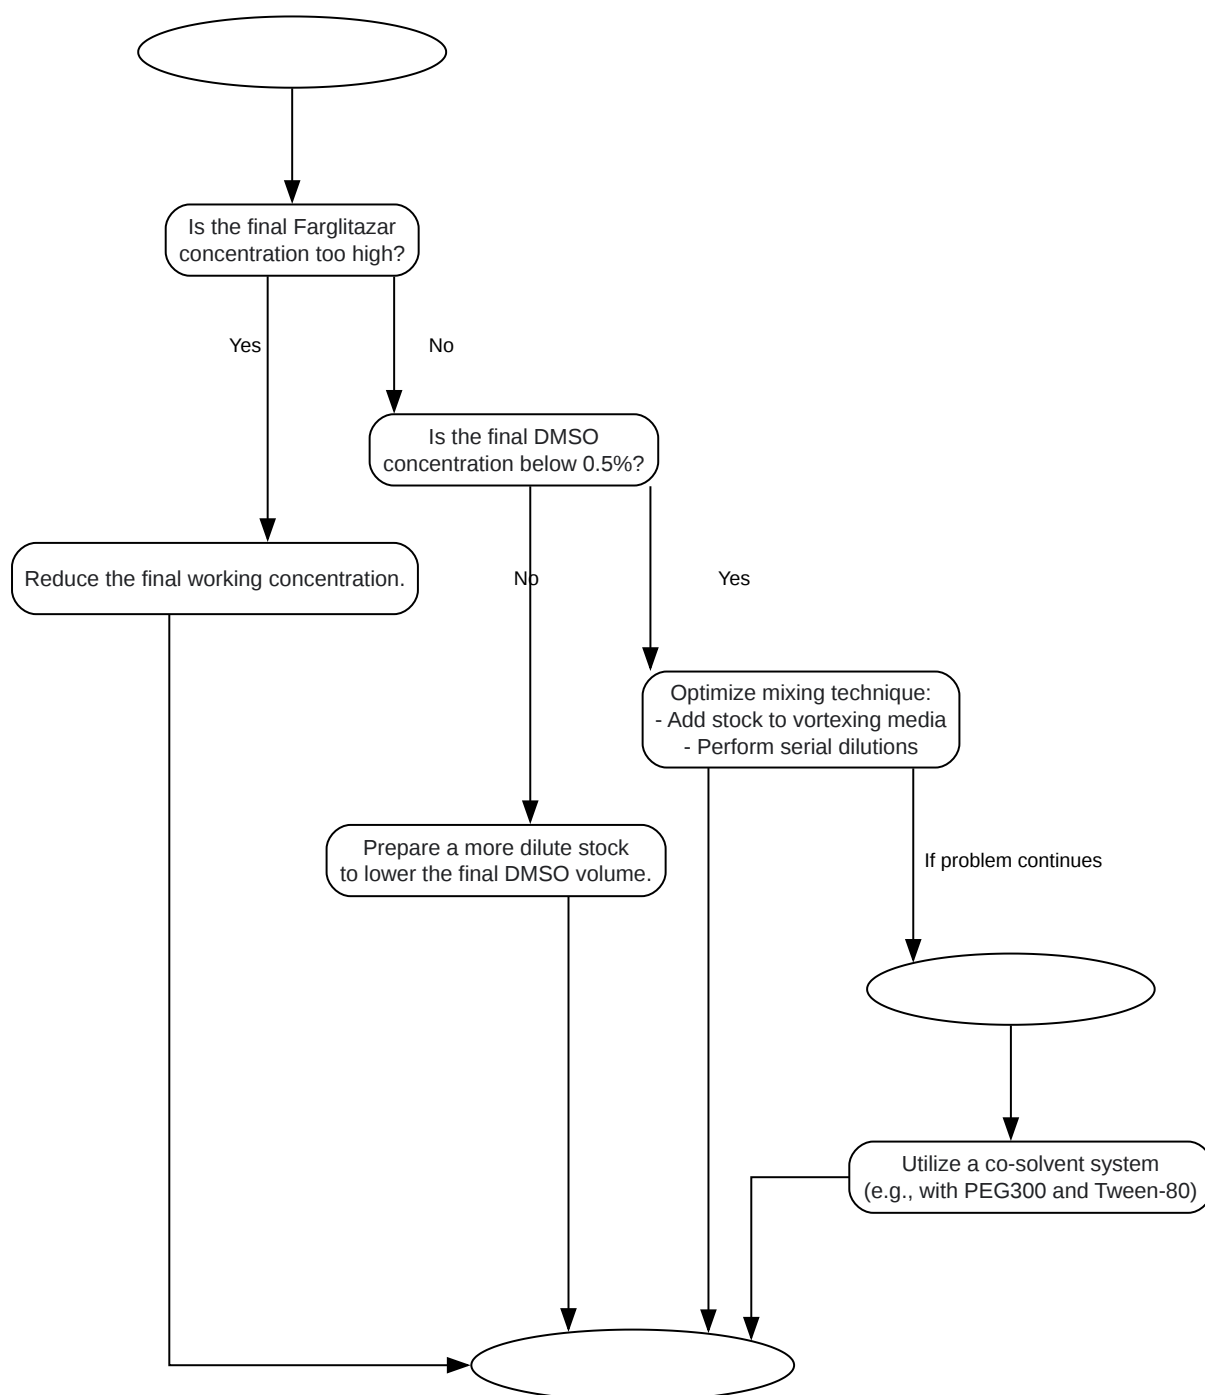 Is the final Farglitazar
concentration too high?
Yes
No
Is the final DMSO
concentration below 0.5%?
Reduce the final working concentration.
No
Yes
Optimize mixing technique:
- Add stock to vortexing media
- Perform serial dilutions
Prepare a more dilute stock
to lower the final DMSO volume.
If problem continues
Utilize a co-solvent system
(e.g., with PEG300 and Tween-80)